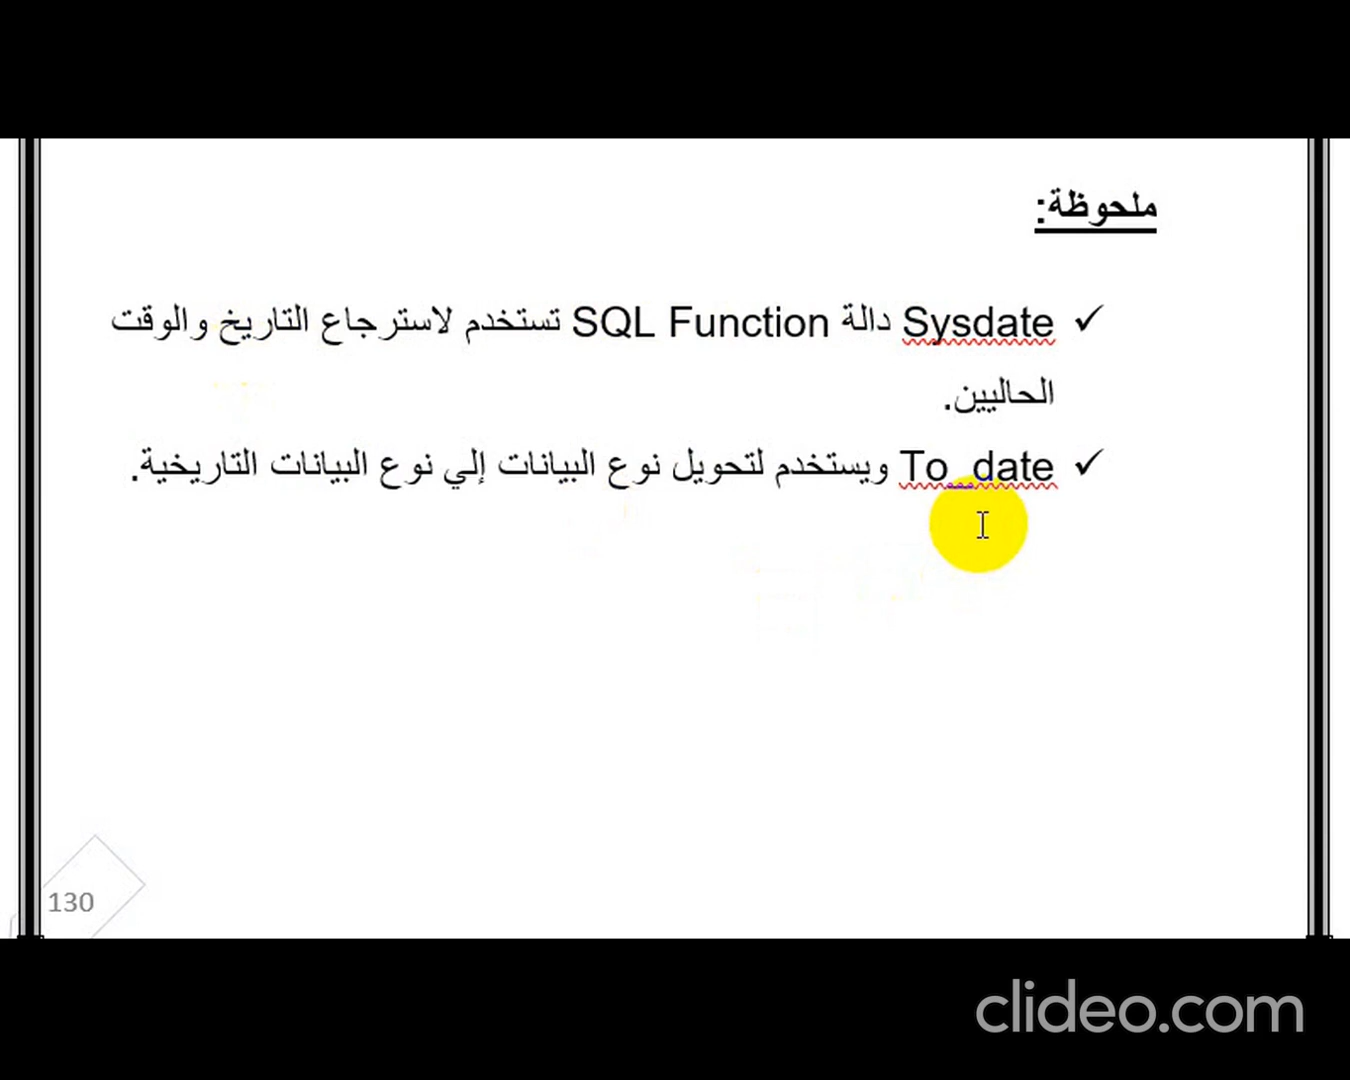 ملحوظة:
✓ Sysdate دالة SQL Function تستخدم لاسترجاع التاريخ والوقت
الحاليين.
✓ To_date ويستخدم لتحويل نوع البيانات إلي نوع البيانات التاريخية.
130
clideo.com